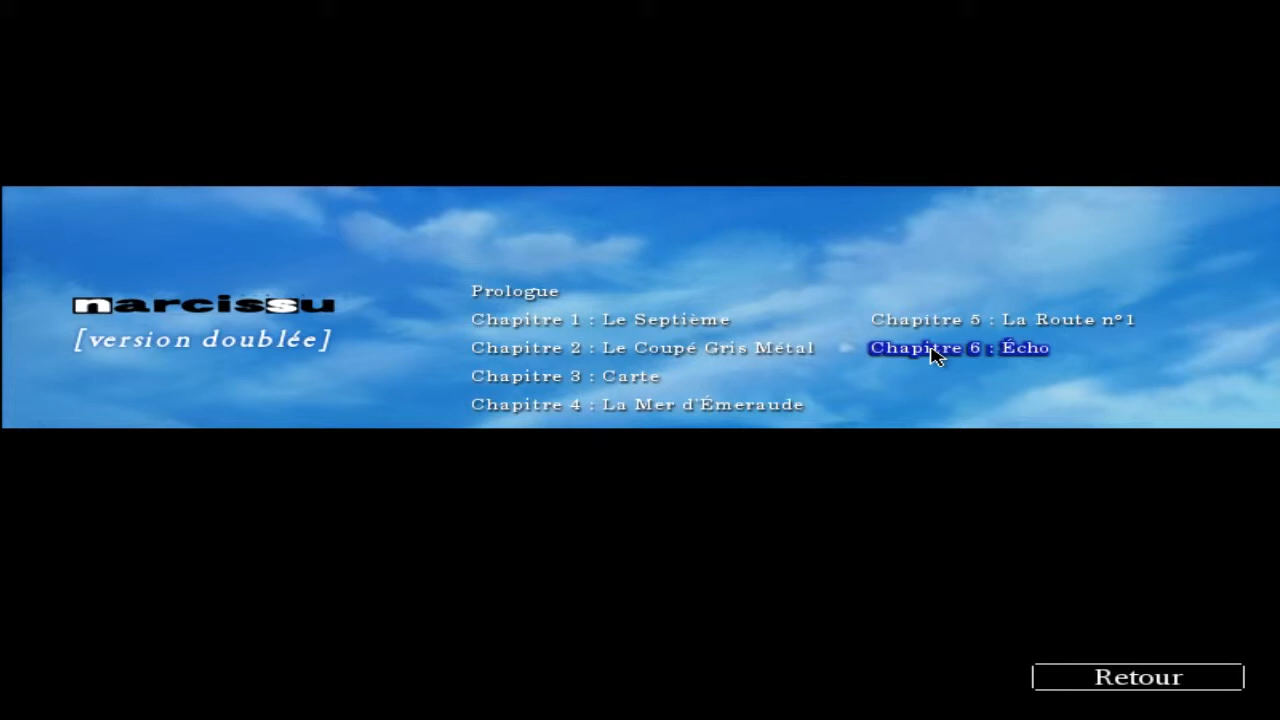 narcissu
[version doublée]
Prologue
Chapitre 1 : Le Septième
Chapitre 2 : Le Coupé Gris Métal
Chapitre 3 : Carte
Chapitre 4 : La Mer d'Émeraude
Chapitre 5 : La Route n°1
Chapitre 6 : Écho
Retour